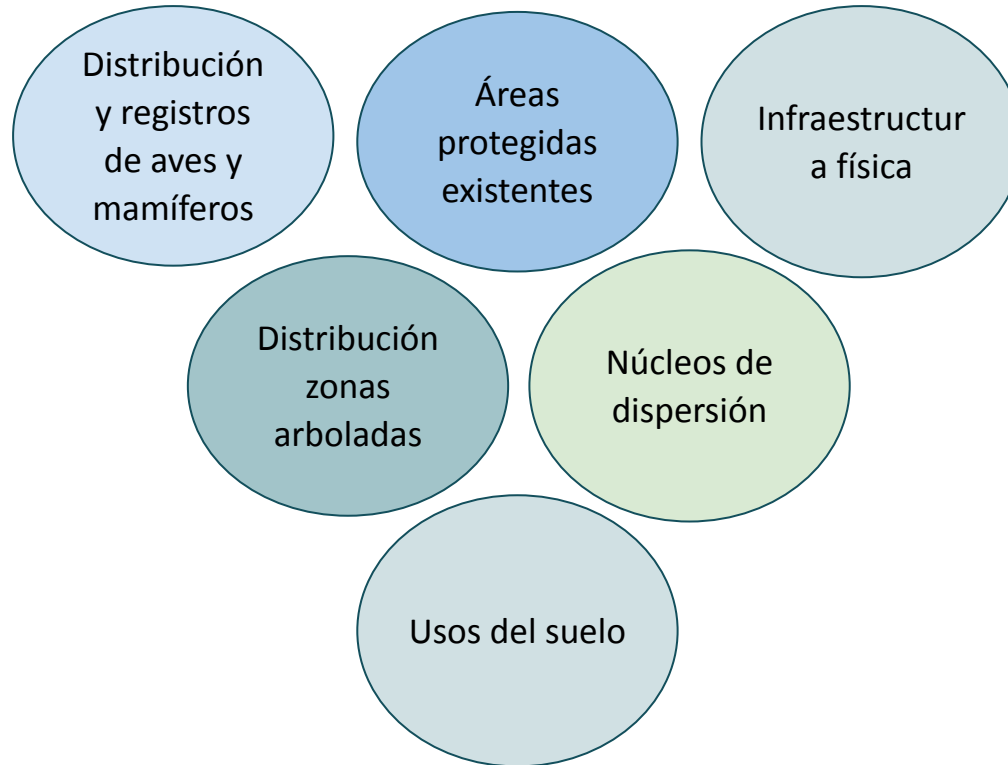 Distribución
y registros
de aves y
mamíferos
Áreas
protegidas
existentes
Infraestructur
a física
Distribución
zonas
arboladas
Núcleos de
dispersión
Usos del suelo